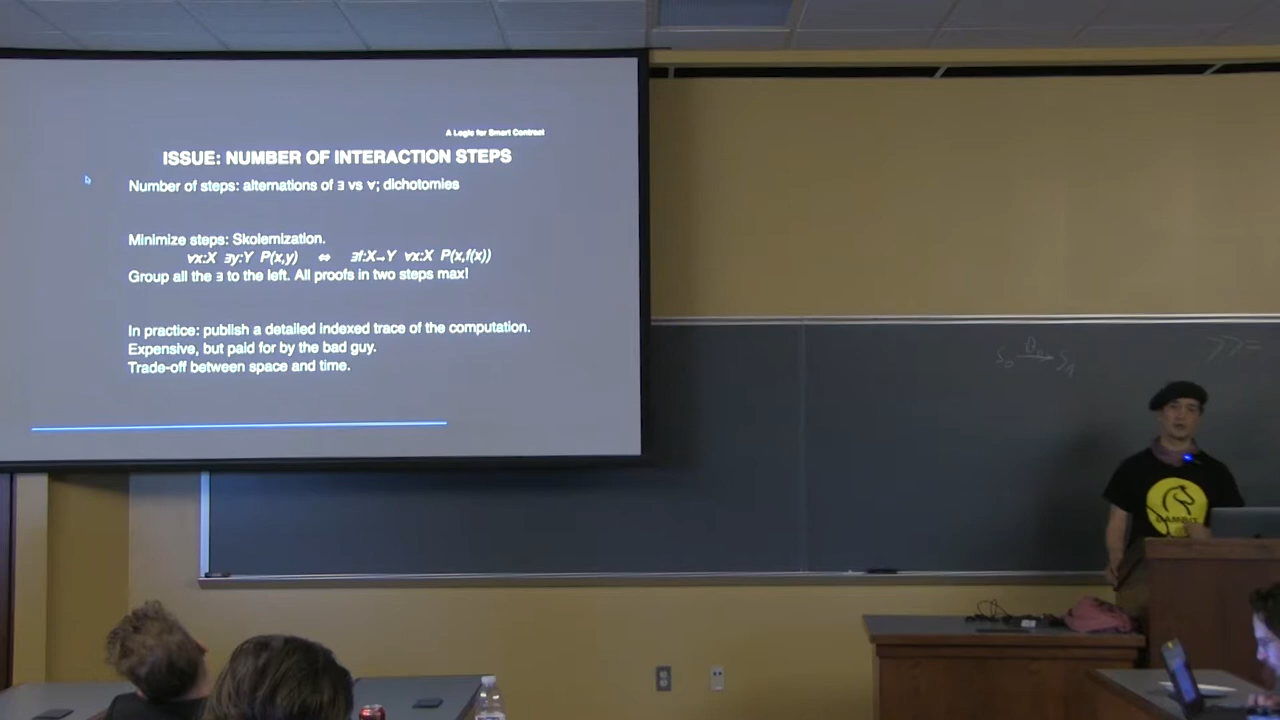 A Logic for Smart Contract
ISSUE: NUMBER OF INTERACTION STEPS
Number of steps: alternations of ∃ vs ∀; dichotomies
Minimize steps: Skolemization.
∀x:X ∃y:Y P(x,y) ⇔ ∃f:X→Y ∀x:X P(x,f(x))
Group all the ∃ to the left. All proofs in two steps max!
In practice: publish a detailed indexed trace of the computation.
Expensive, but paid for by the bad guy.
Trade-off between space and time.
GAMBIT